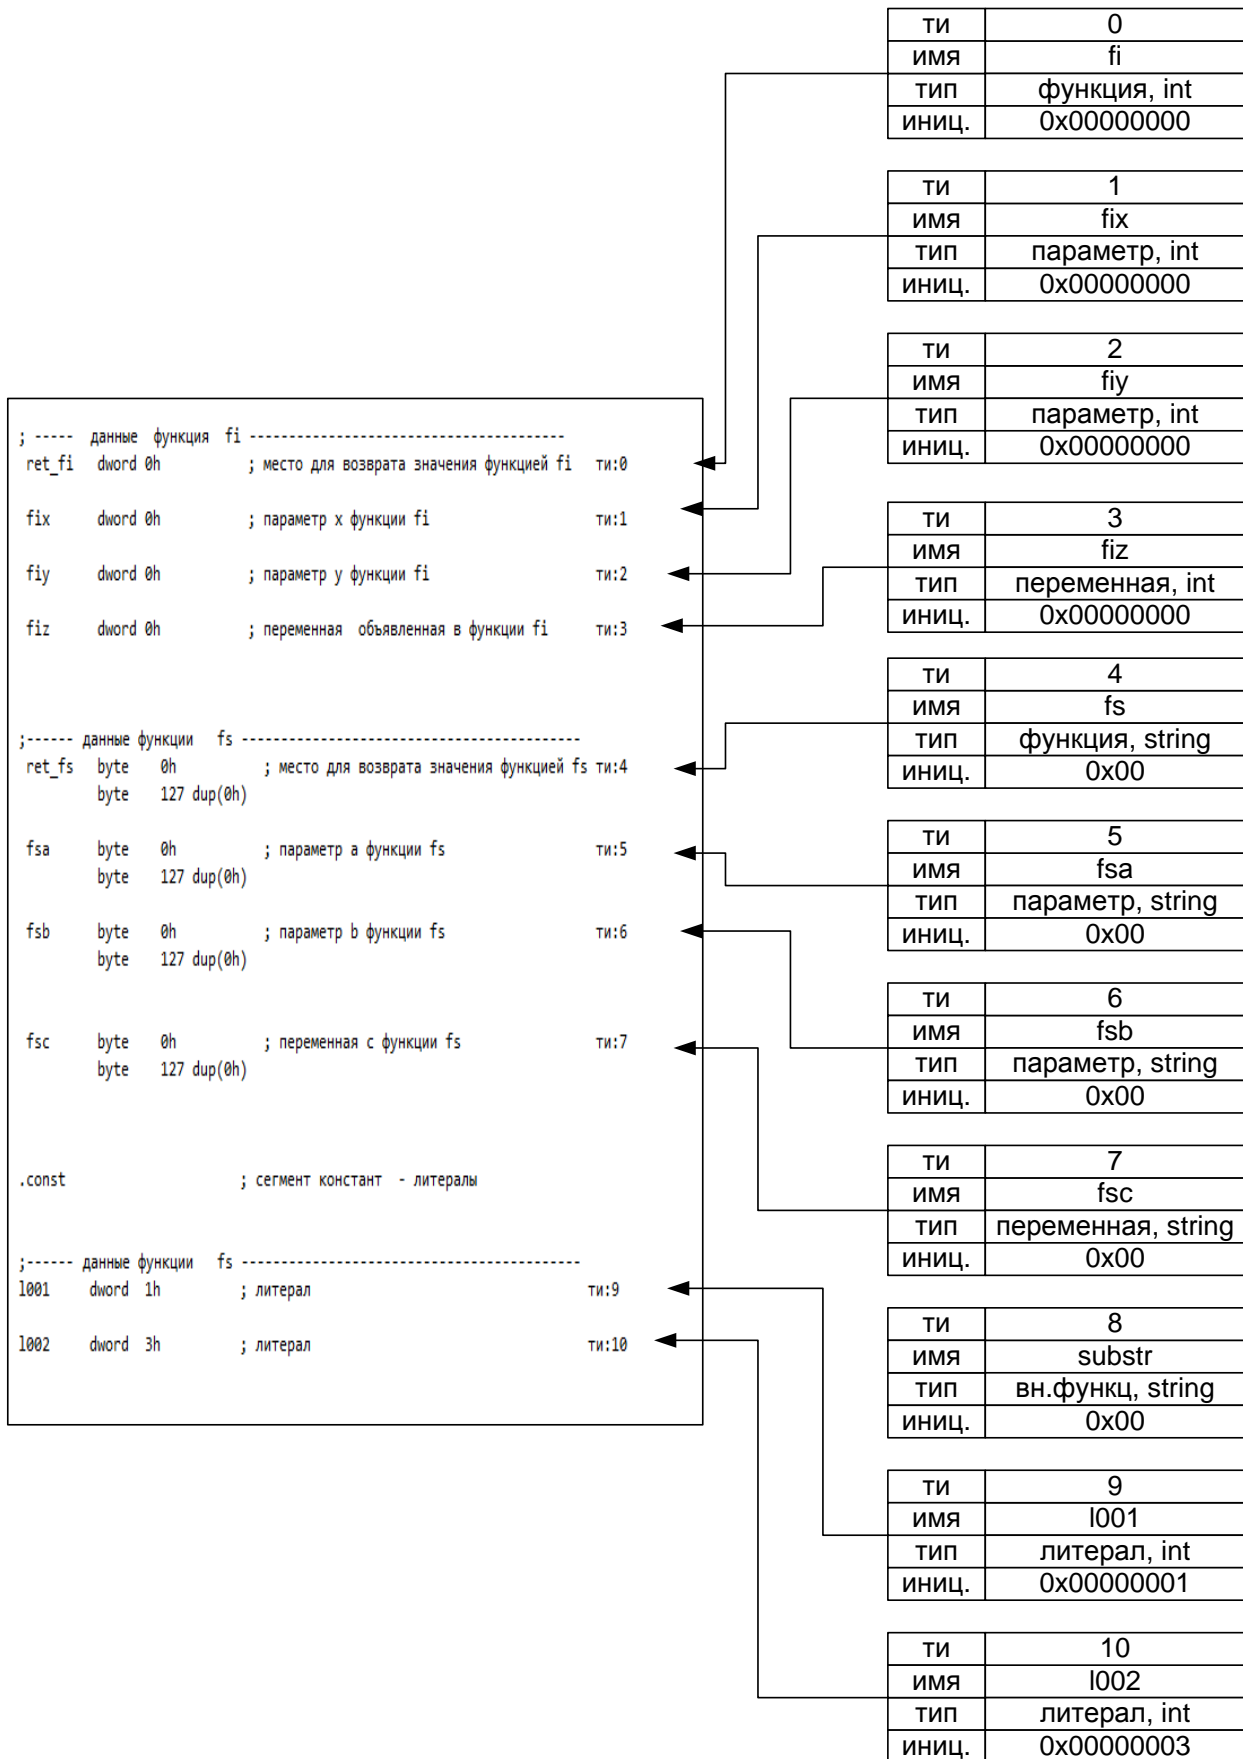 ; ----- данные функция fi -----------------------------------------
ret_fi dword 0h ; место для возврата значения функцией fi ти:0
fix dword 0h ; параметр x функции fi ти:1
fiy dword 0h ; параметр y функции fi ти:2
fiz dword 0h ; переменная объявленная в функции fi ти:3
;------ данные функции fs --------------------------------------------
ret_fs byte 0h ; место для возврата значения функцией fs ти:4
byte 127 dup(0h)
fsa byte 0h ; параметр a функции fs ти:5
byte 127 dup(0h)
fsb byte 0h ; параметр b функции fs ти:6
byte 127 dup(0h)
fsc byte 0h ; переменная c функции fs ти:7
byte 127 dup(0h)
.const ; сегмент констант - литералы
;------ данные функции fs --------------------------------------------
l001 dword 1h ; литерал ти:9
l002 dword 3h ; литерал ти:10
ти 0
имя fi
тип функция, int
иниц. 0x00000000
ти 1
имя fix
тип параметр, int
иниц. 0x00000000
ти 2
имя fiy
тип параметр, int
иниц. 0x00000000
ти 3
имя fiz
тип переменная, int
иниц. 0x00000000
ти 4
имя fs
тип функция, string
иниц. 0x00
ти 5
имя fsa
тип параметр, string
иниц. 0x00
ти 6
имя fsb
тип параметр, string
иниц. 0x00
ти 7
имя fsc
тип переменная, string
иниц. 0x00
ти 8
имя substr
тип вн.функц, string
иниц. 0x00
ти 9
имя l001
тип литерал, int
иниц. 0x00000001
ти 10
имя l002
тип литерал, int
иниц. 0x00000003